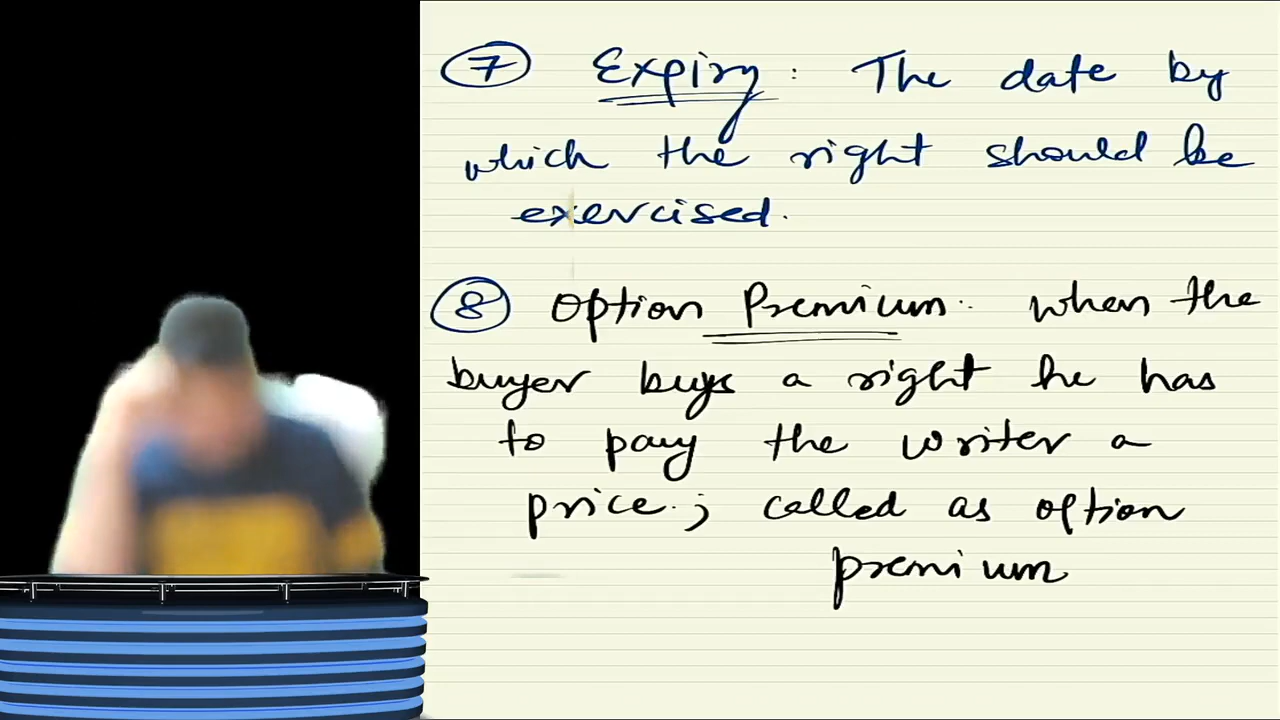 7 Expiry: The date by
which the right should be
exercised.
8 Option Premium: When the
buyer buys a right he has
to pay the writer a
price.; called as option
premium